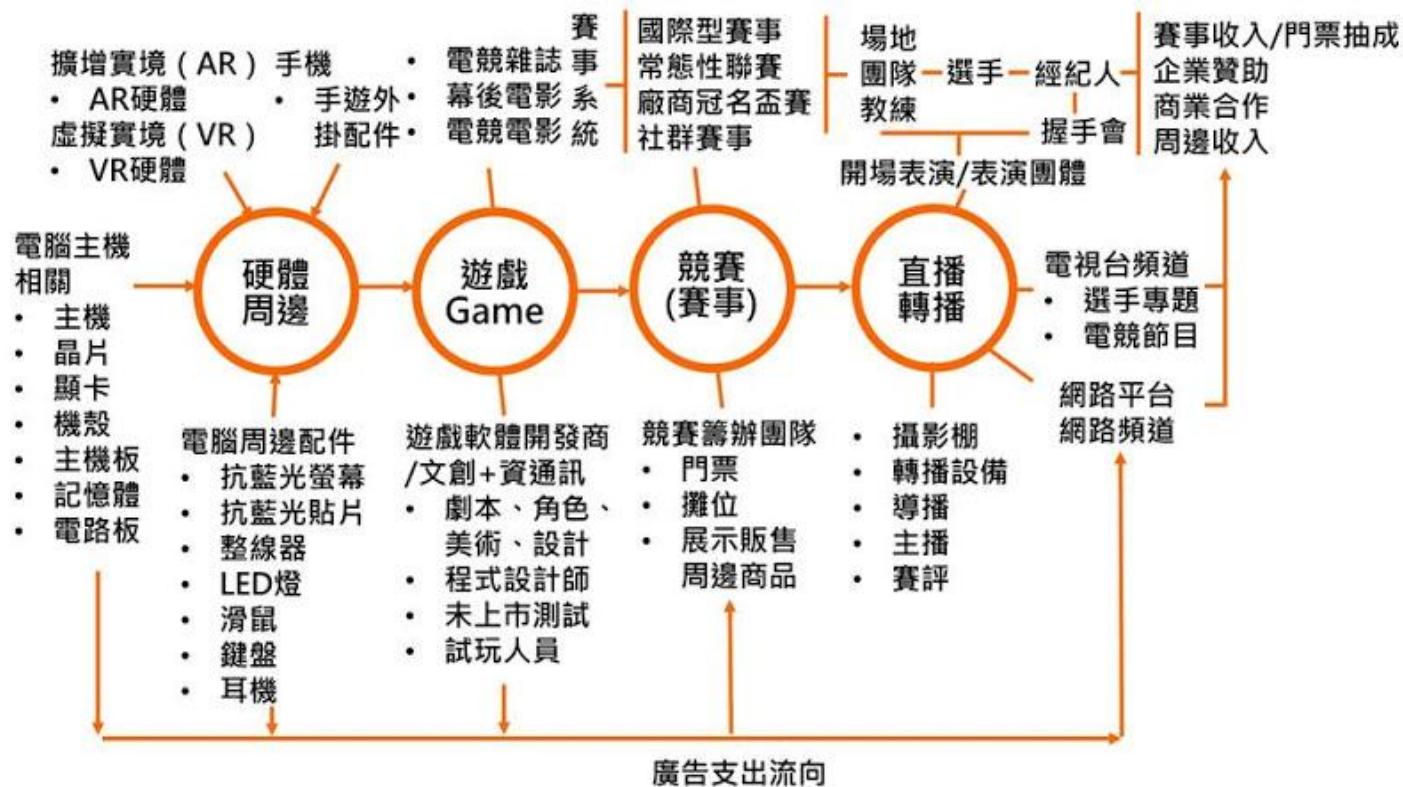 擴增實境（AR）
• AR硬體
虛擬實境（VR）
• VR硬體
手機
• 手遊外
掛配件
• 電競雜誌
• 幕後電影
• 電競電影
賽事系統
國際型賽事
常態性聯賽
廠商冠名盃賽
社群賽事
場地
團隊
教練
選手
經紀人
握手會
開場表演/表演團體
賽事收入/門票抽成
企業贊助
商業合作
周邊收入
電腦主機
相關
• 主機
• 晶片
• 顯卡
• 機殼
• 主機板
• 記憶體
• 電路板
硬體
周邊
遊戲
Game
競賽
(賽事)
直播
轉播
電視台頻道
• 選手專題
• 電競節目
網路平台
網路頻道
電腦周邊配件
• 抗藍光螢幕
• 抗藍光貼片
• 整線器
• LED燈
• 滑鼠
• 鍵盤
• 耳機
遊戲軟體開發商
/文創+資通訊
• 劇本、角色、
美術、設計
• 程式設計師
• 未上市測試
• 試玩人員
競賽籌辦團隊
• 門票
• 攤位
• 展示販售
周邊商品
• 攝影棚
• 轉播設備
• 導播
• 主播
• 賽評
廣告支出流向